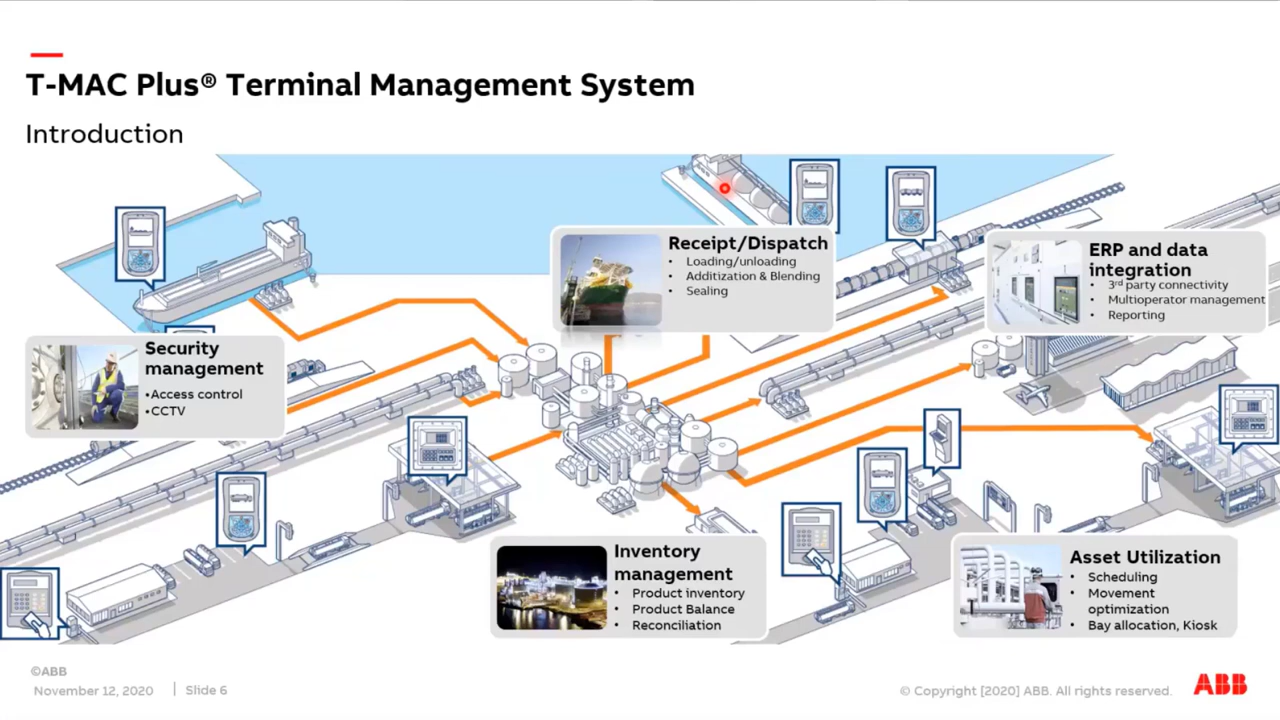 T-MAC Plus® Terminal Management System
Introduction
Receipt/Dispatch
• Loading/unloading
• Additization & Blending
• Sealing
ERP and data
integration
• 3rd party connectivity
• Multioperator management
• Reporting
Security
management
•Access control
•CCTV
Inventory
management
• Product inventory
• Product Balance
• Reconciliation
Asset Utilization
• Scheduling
• Movement
optimization
• Bay allocation, Kiosk
©ABB
November 12, 2020 | Slide 6
© Copyright [2020] ABB. All rights reserved.
ABB